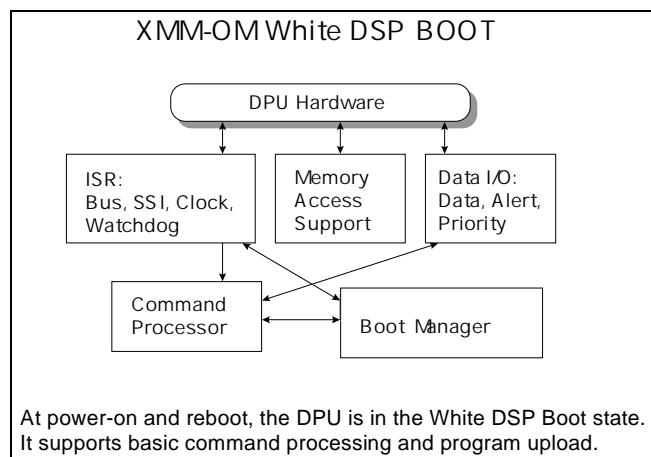 XMM-OM White DSP BOOT
DPU Hardware
ISR:
Bus, SSI, Clock,
Watchdog
Memory
Access
Support
Data I/O:
Data, Alert,
Priority
Command
Processor
Boot Manager
At power-on and reboot, the DPU is in the White DSP Boot state.
It supports basic command processing and program upload.